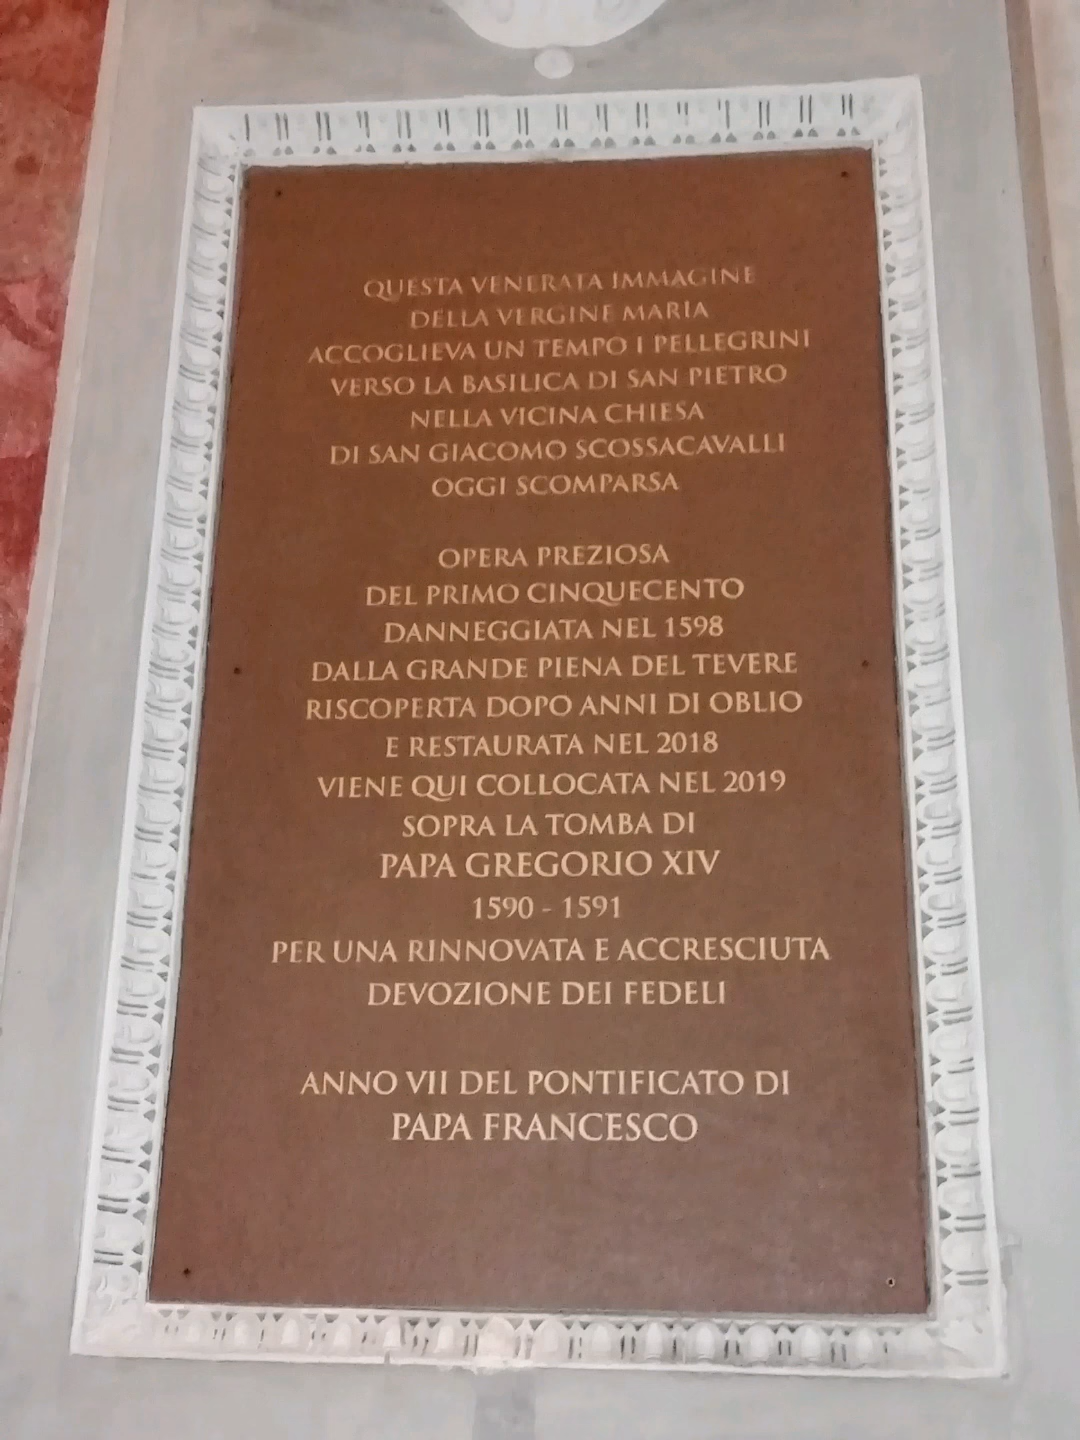 QUESTA VENERATA IMMAGINE
DELLA VERGINE MARIA
ACCOGLIEVA UN TEMPO I PELLEGRINI
VERSO LA BASILICA DI SAN PIETRO
NELLA VICINA CHIESA
DI SAN GIACOMO SCOSSACAVALLI
OGGI SCOMPARSA
OPERA PREZIOSA
DEL PRIMO CINQUECENTO
DANNEGGIATA NEL 1598
DALLA GRANDE PIENA DEL TEVERE
RISCOPERTA DOPO ANNI DI OBLIO
E RESTAURATA NEL 2018
VIENE QUI COLLOCATA NEL 2019
SOPRA LA TOMBA DI
PAPA GREGORIO XIV
1590 - 1591
PER UNA RINNOVATA E ACCRESCIUTA
DEVOZIONE DEI FEDELI
ANNO VII DEL PONTIFICATO DI
PAPA FRANCESCO